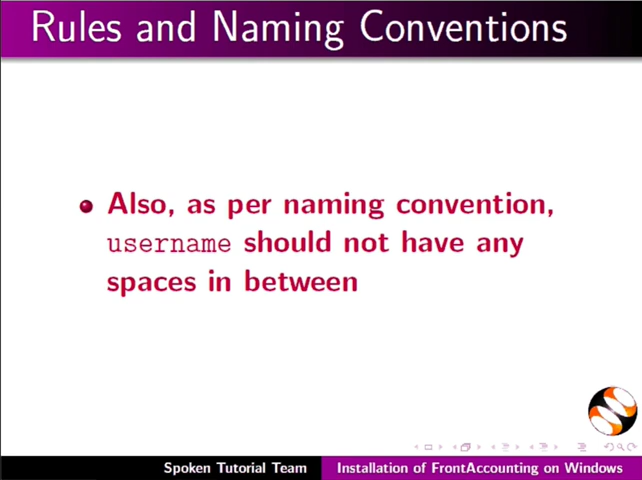 Rules and Naming Conventions
Also, as per naming convention,
username should not have any
spaces in between
Spoken Tutorial Team
Installation of FrontAccounting on Windows